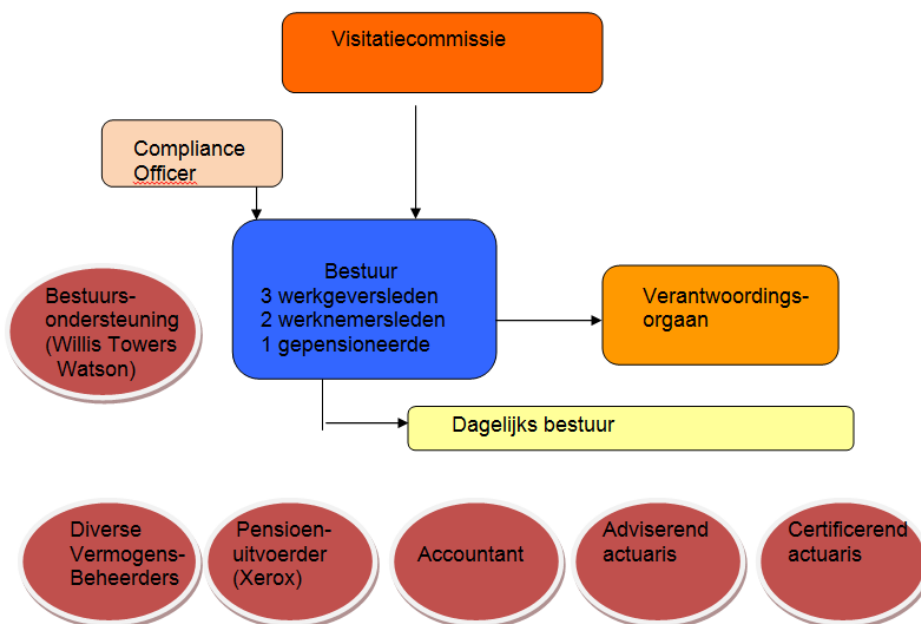 Visitatiecommissie
Compliance
Officer
Bestuur
3 werkgeversleden
2 werknemersleden
1 gepensioneerde
Bestuurs-
ondersteuning
(Willis Towers
Watson)
Verantwoordings-
orgaan
Dagelijks bestuur
Diverse
Vermogens-
Beheerders
Pensioen-
uitvoerder
(Xerox)
Accountant
Adviserend
actuaris
Certificerend
actuaris